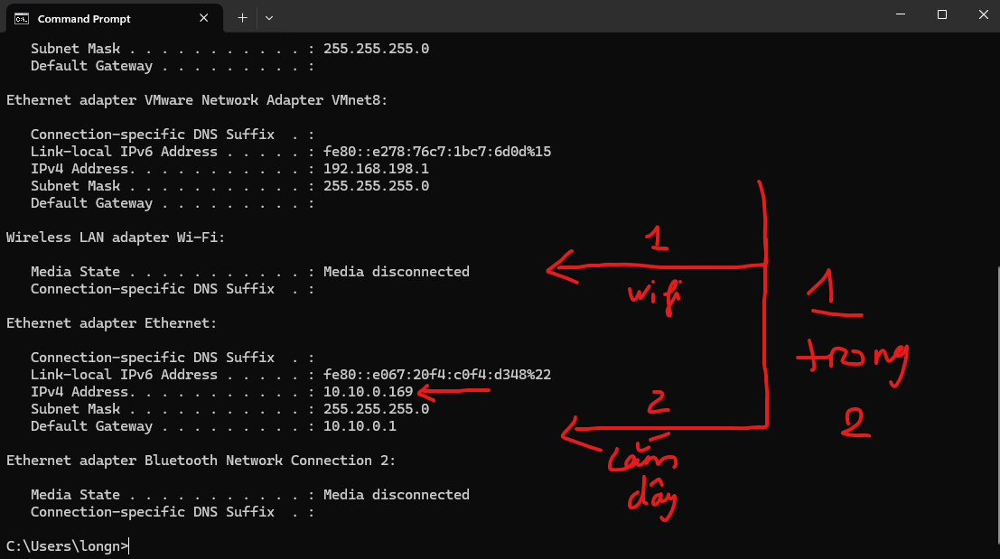 Command Prompt
Subnet Mask . . . . . . . . . . . : 255.255.255.0
Default Gateway . . . . . . . . . :
Ethernet adapter VMware Network Adapter VMnet8:
Connection-specific DNS Suffix  . :
Link-local IPv6 Address . . . . . : fe80::e278:76c7:1bc7:6d0d%15
IPv4 Address. . . . . . . . . . . : 192.168.198.1
Subnet Mask . . . . . . . . . . . : 255.255.255.0
Default Gateway . . . . . . . . . :
Wireless LAN adapter Wi-Fi:
1
Media State . . . . . . . . . . . : Media disconnected
Connection-specific DNS Suffix  . :
wifi
1
Ethernet adapter Ethernet:
trong
Connection-specific DNS Suffix  . :
Link-local IPv6 Address . . . . . : fe80::e067:20f4:c0f4:d348%22
IPv4 Address. . . . . . . . . . . : 10.10.0.169
2
Subnet Mask . . . . . . . . . . . : 255.255.255.0
Default Gateway . . . . . . . . . : 10.10.0.1
2
Ethernet adapter Bluetooth Network Connection 2:
cắm
dây
Media State . . . . . . . . . . . : Media disconnected
Connection-specific DNS Suffix  . :
C:\Users\longn>